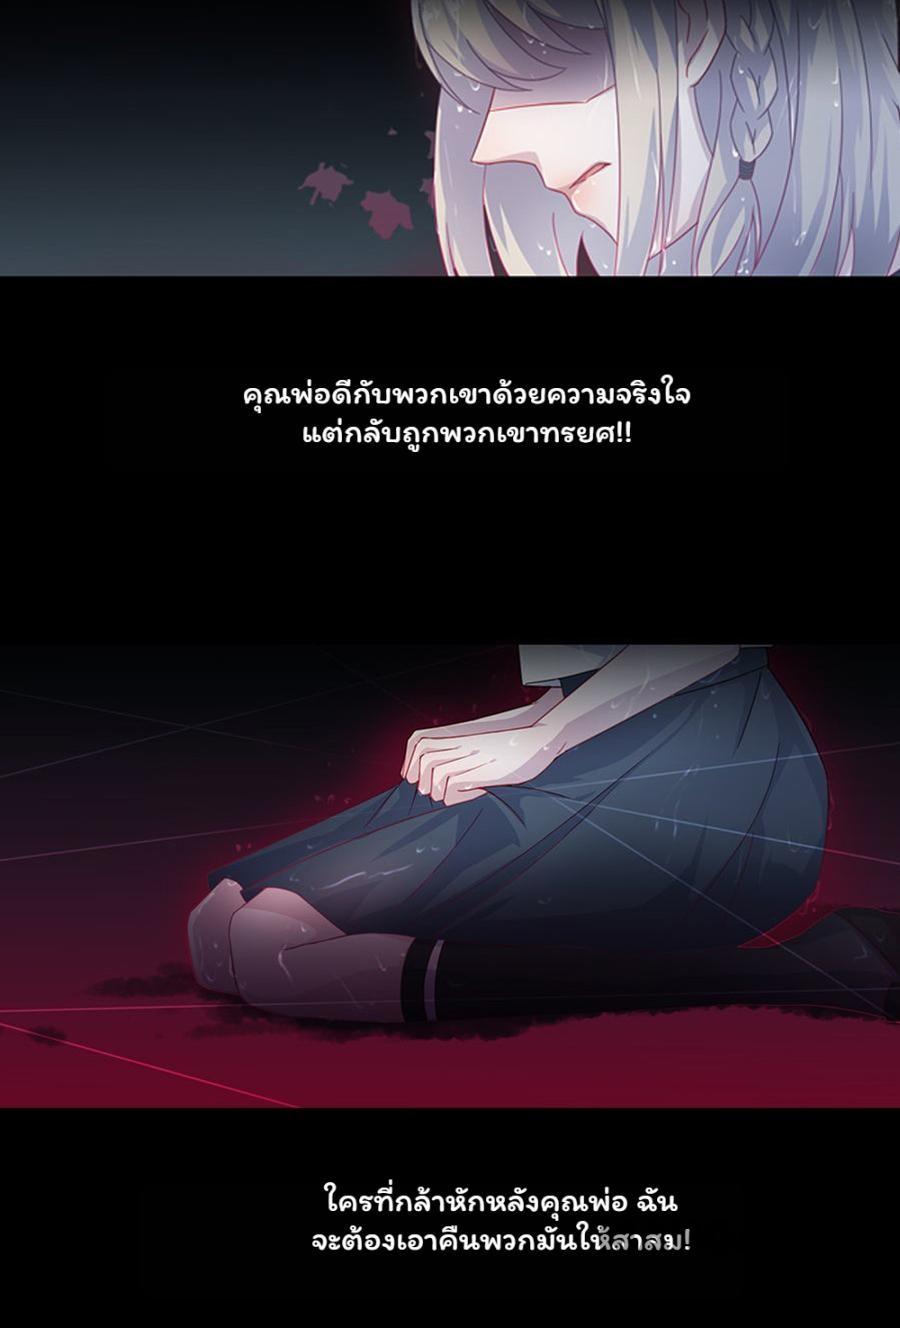 คุณพ่อดีกับพวกเขาด้วยความจริงใจ
แต่กลับถูกพวกเขาทรยศ!!
ใครที่กล้าหักหลังคุณพ่อ ฉัน
จะต้องเอาคืนพวกมันให้สาสม!